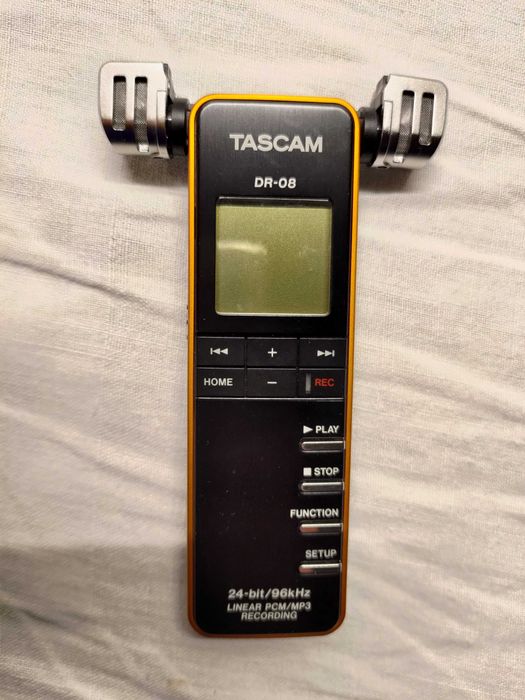 TASCAM
DR-08
+
HOME − REC
PLAY
STOP
FUNCTION
SETUP
24-bit/96kHz
LINEAR PCM/MP3
RECORDING